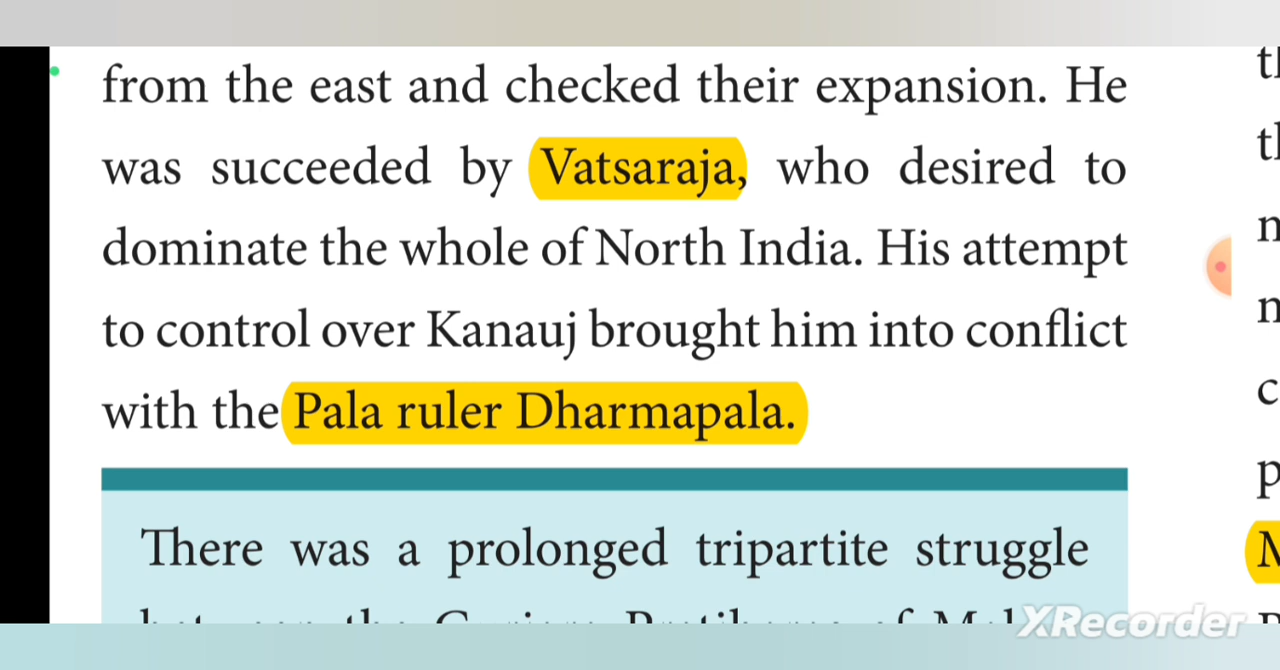 from the east and checked their expansion. He
was succeeded by Vatsaraja, who desired to
dominate the whole of North India. His attempt
to control over Kanauj brought him into conflict
with the Pala ruler Dharmapala.
There was a prolonged tripartite struggle
XRecorder